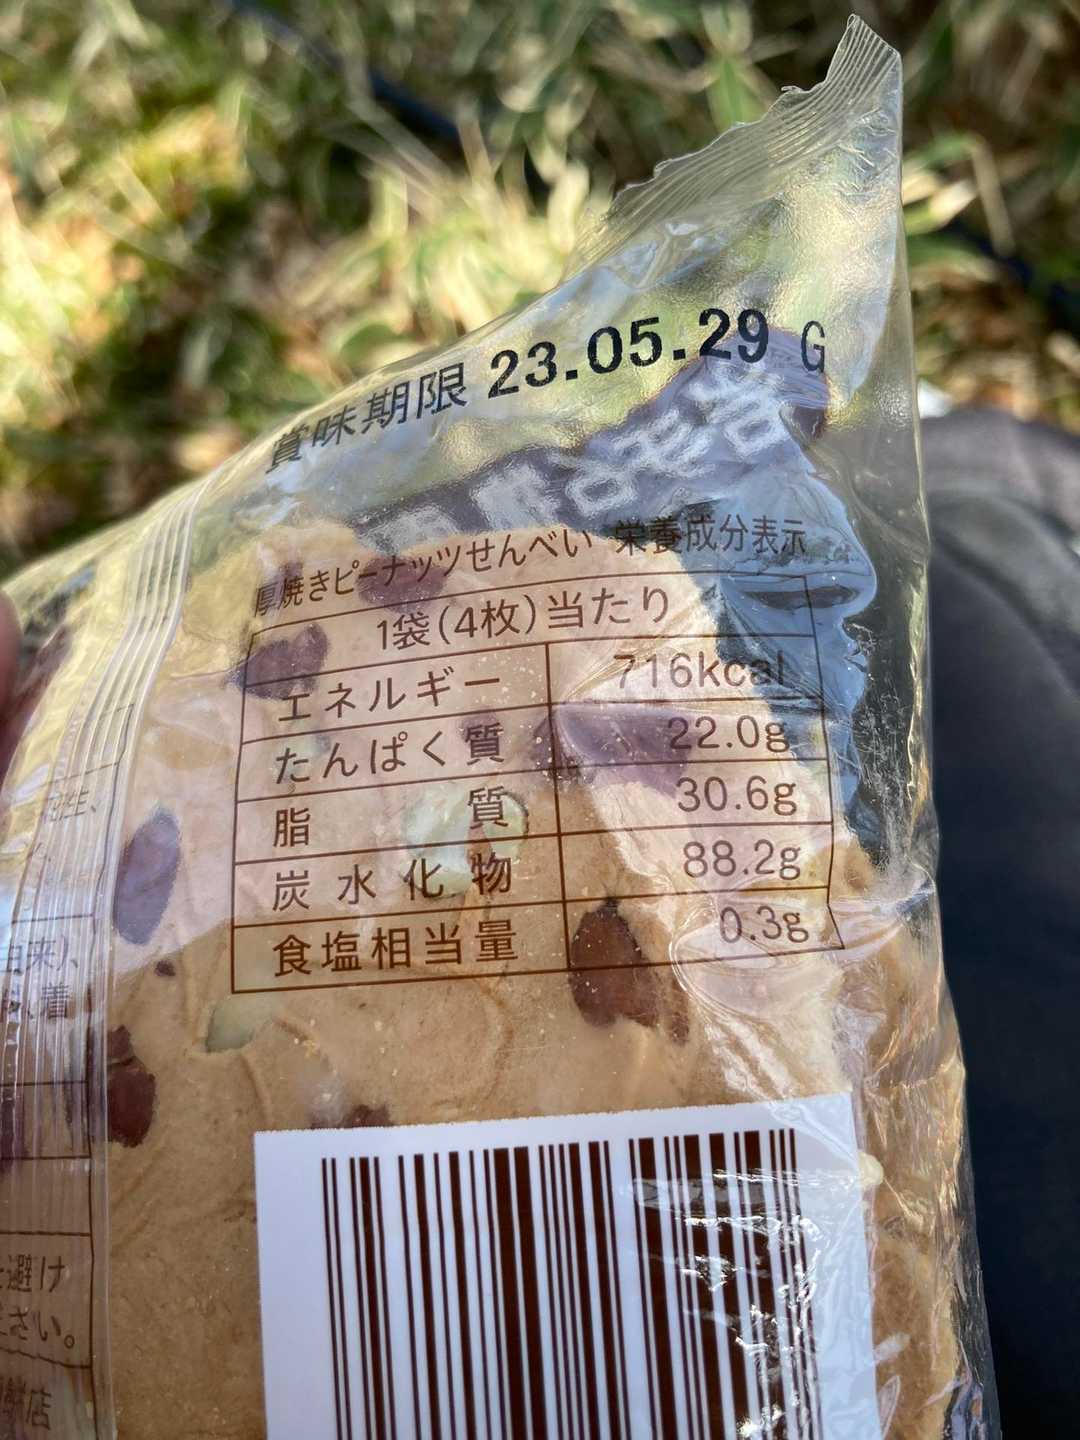 賞味期限 23.05.29 G
厚焼きピーナッツせんべい 栄養成分表示
1袋(4枚)当たり
エネルギー 716kcal
たんぱく質 22.0g
脂質 30.6g
炭水化物 88.2g
食塩相当量 0.3g
避け
さい。
店